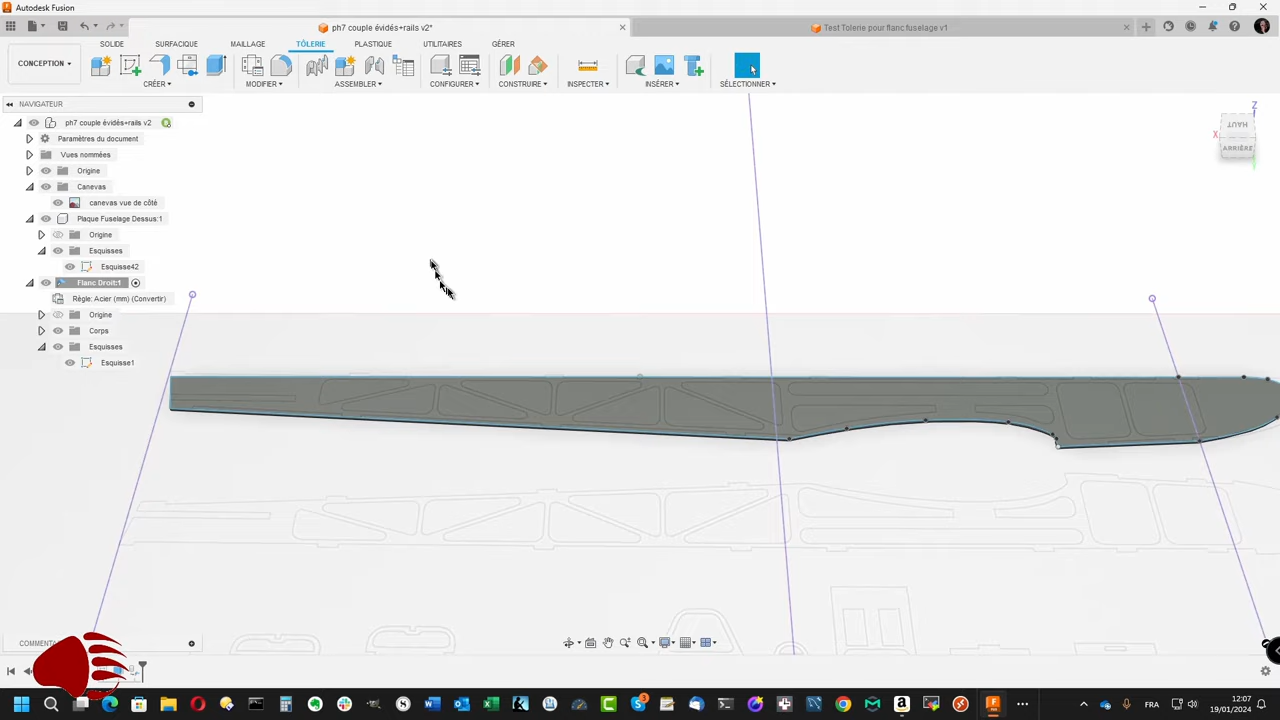 Autodesk Fusion
ph7 couple évidés+rails v2*
Test Tolerie pour flanc fuselage v1
CONCEPTION
SOLIDE
SURFACIQUE
MAILLAGE
TÔLERIE
PLASTIQUE
UTILITAIRES
GÉRER
CRÉER
MODIFIER
ASSEMBLER
CONFIGURER
CONSTRUIRE
INSPECTER
INSÉRER
SÉLECTIONNER
NAVIGATEUR
ph7 couple évidés+rails v2
Paramètres du document
Vues nommées
Origine
Canevas
canevas vue de côté
Plaque Fuselage Dessus:1
Origine
Esquisses
Esquisse42
Flanc Droit:1
Règle: Acier (mm) (Convertir)
Origine
Corps
Esquisses
Esquisse1
Z
HAUT
X
ARRIÈRE
FRA
12:07
19/01/2024